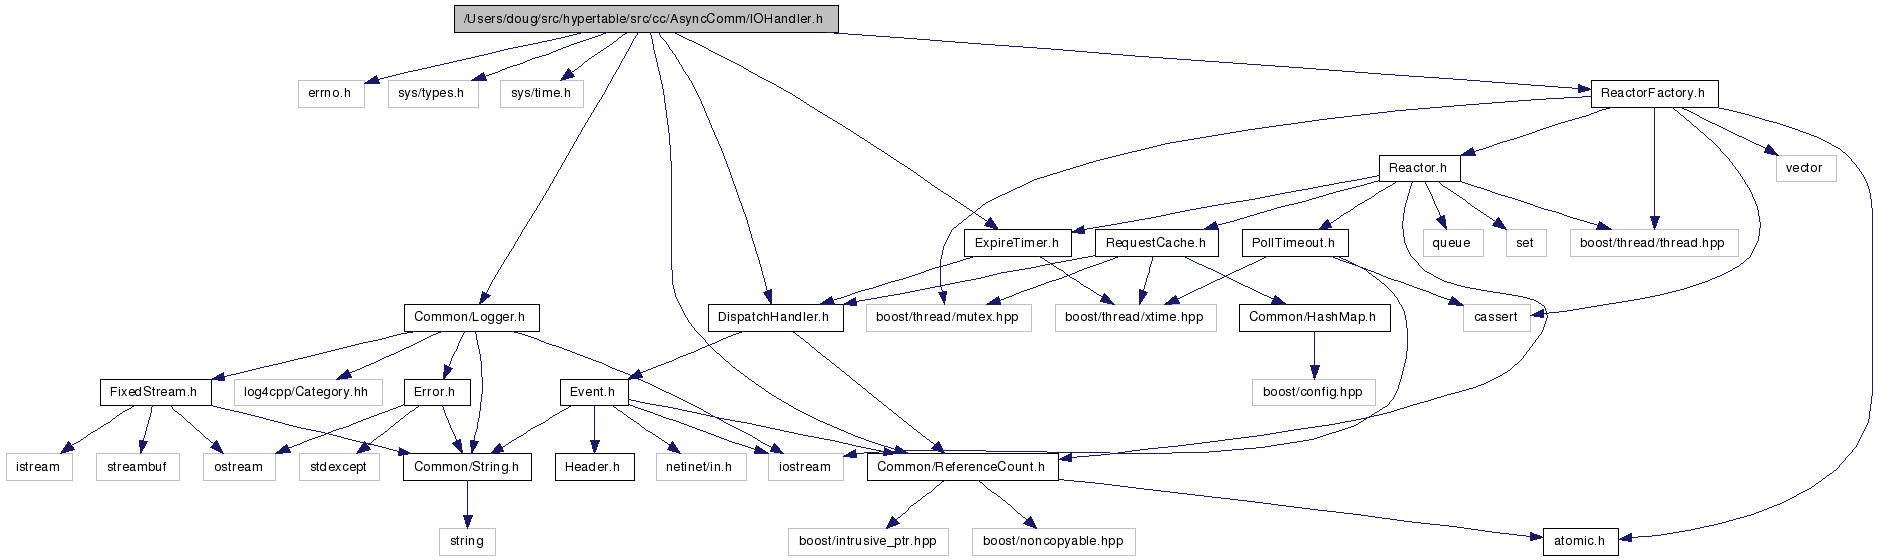 /Users/doug/src/hypertable/src/cc/AsyncComm/IOHandler.h
errno.h
sys/types.h
sys/time.h
ReactorFactory.h
Reactor.h
vector
ExpireTimer.h
RequestCache.h
PollTimeout.h
queue
set
boost/thread/thread.hpp
Common/Logger.h
DispatchHandler.h
boost/thread/mutex.hpp
boost/thread/xtime.hpp
Common/HashMap.h
cassert
FixedStream.h
log4cpp/Category.hh
Error.h
Event.h
boost/config.hpp
istream
streambuf
ostream
stdexcept
Common/String.h
Header.h
netinet/in.h
iostream
Common/ReferenceCount.h
string
boost/intrusive_ptr.hpp
boost/noncopyable.hpp
atomic.h